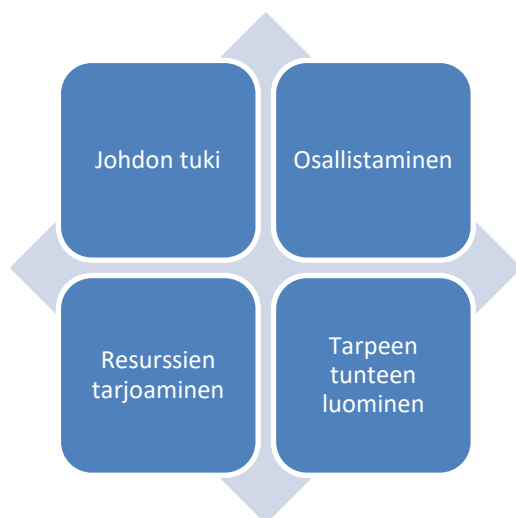 Johdon tuki
Osallistaminen
Resurssien
tarjoaminen
Tarpeen
tunteen
luominen